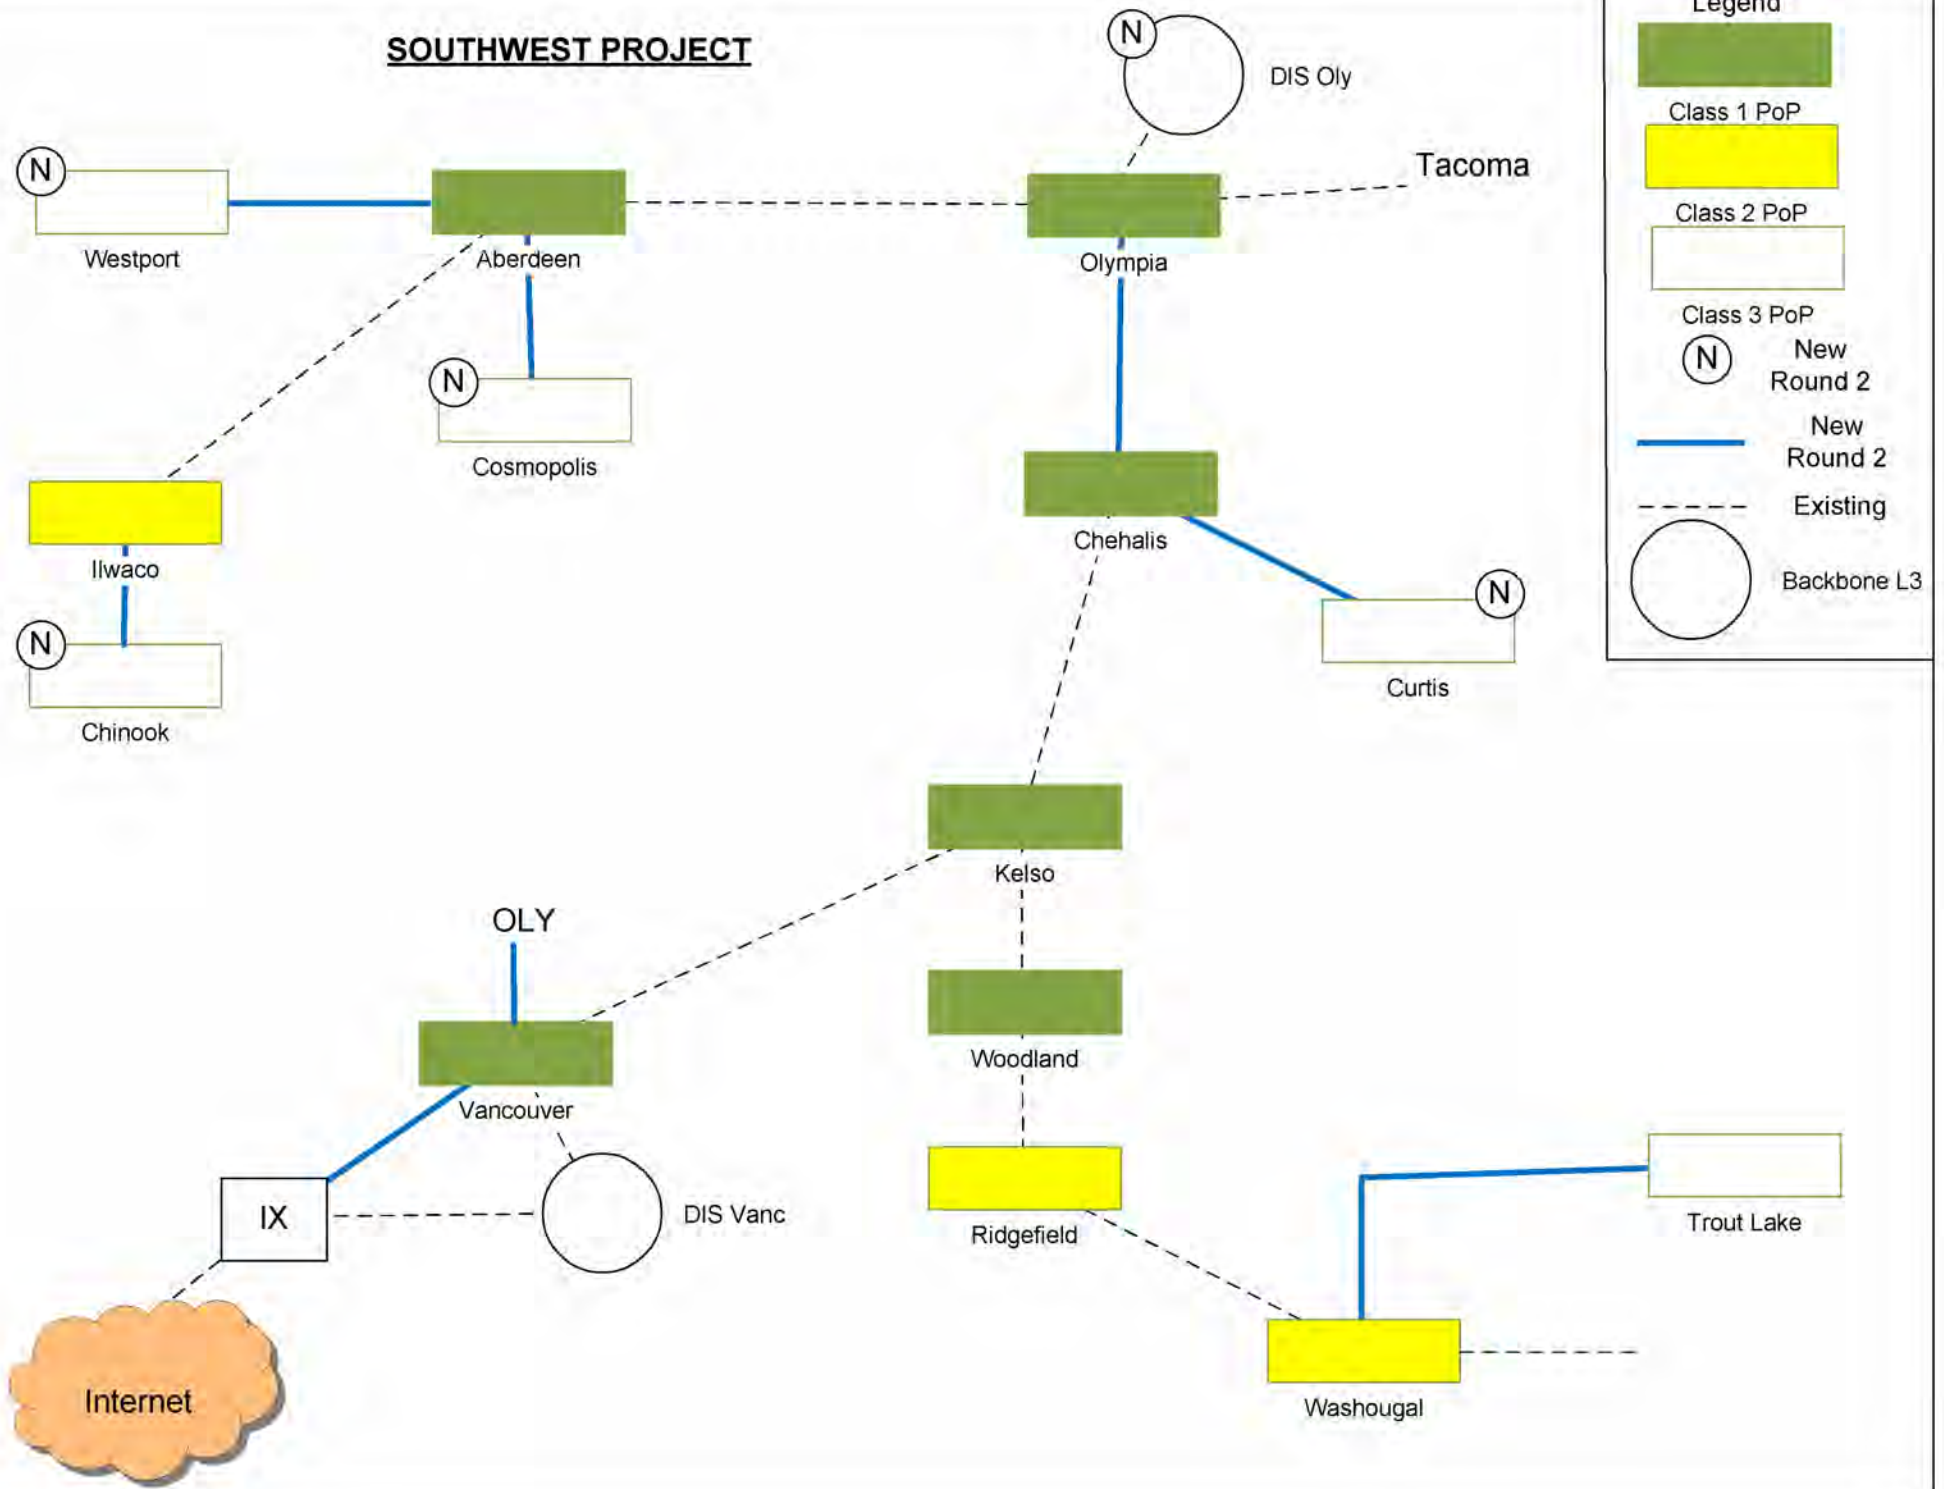 SOUTHWEST PROJECT
N
DIS Oly
Tacoma
N
Westport
Aberdeen
Olympia
N
Cosmopolis
Ilwaco
Chehalis
N
Curtis
N
Chinook
Kelso
OLY
Woodland
Vancouver
IX
DIS Vanc
Ridgefield
Trout Lake
Internet
Washougal
Legend
Class 1 PoP
Class 2 PoP
Class 3 PoP
N
New
Round 2
New
Round 2
Existing
Backbone L3